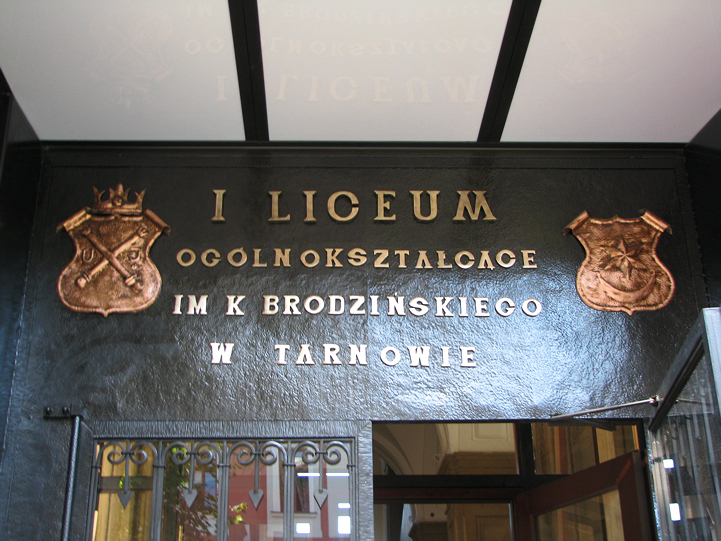 I LICEUM
OGÓLNOKSZTAŁCĄCE
IM K BRODZIŃSKIEGO
W TARNOWIE